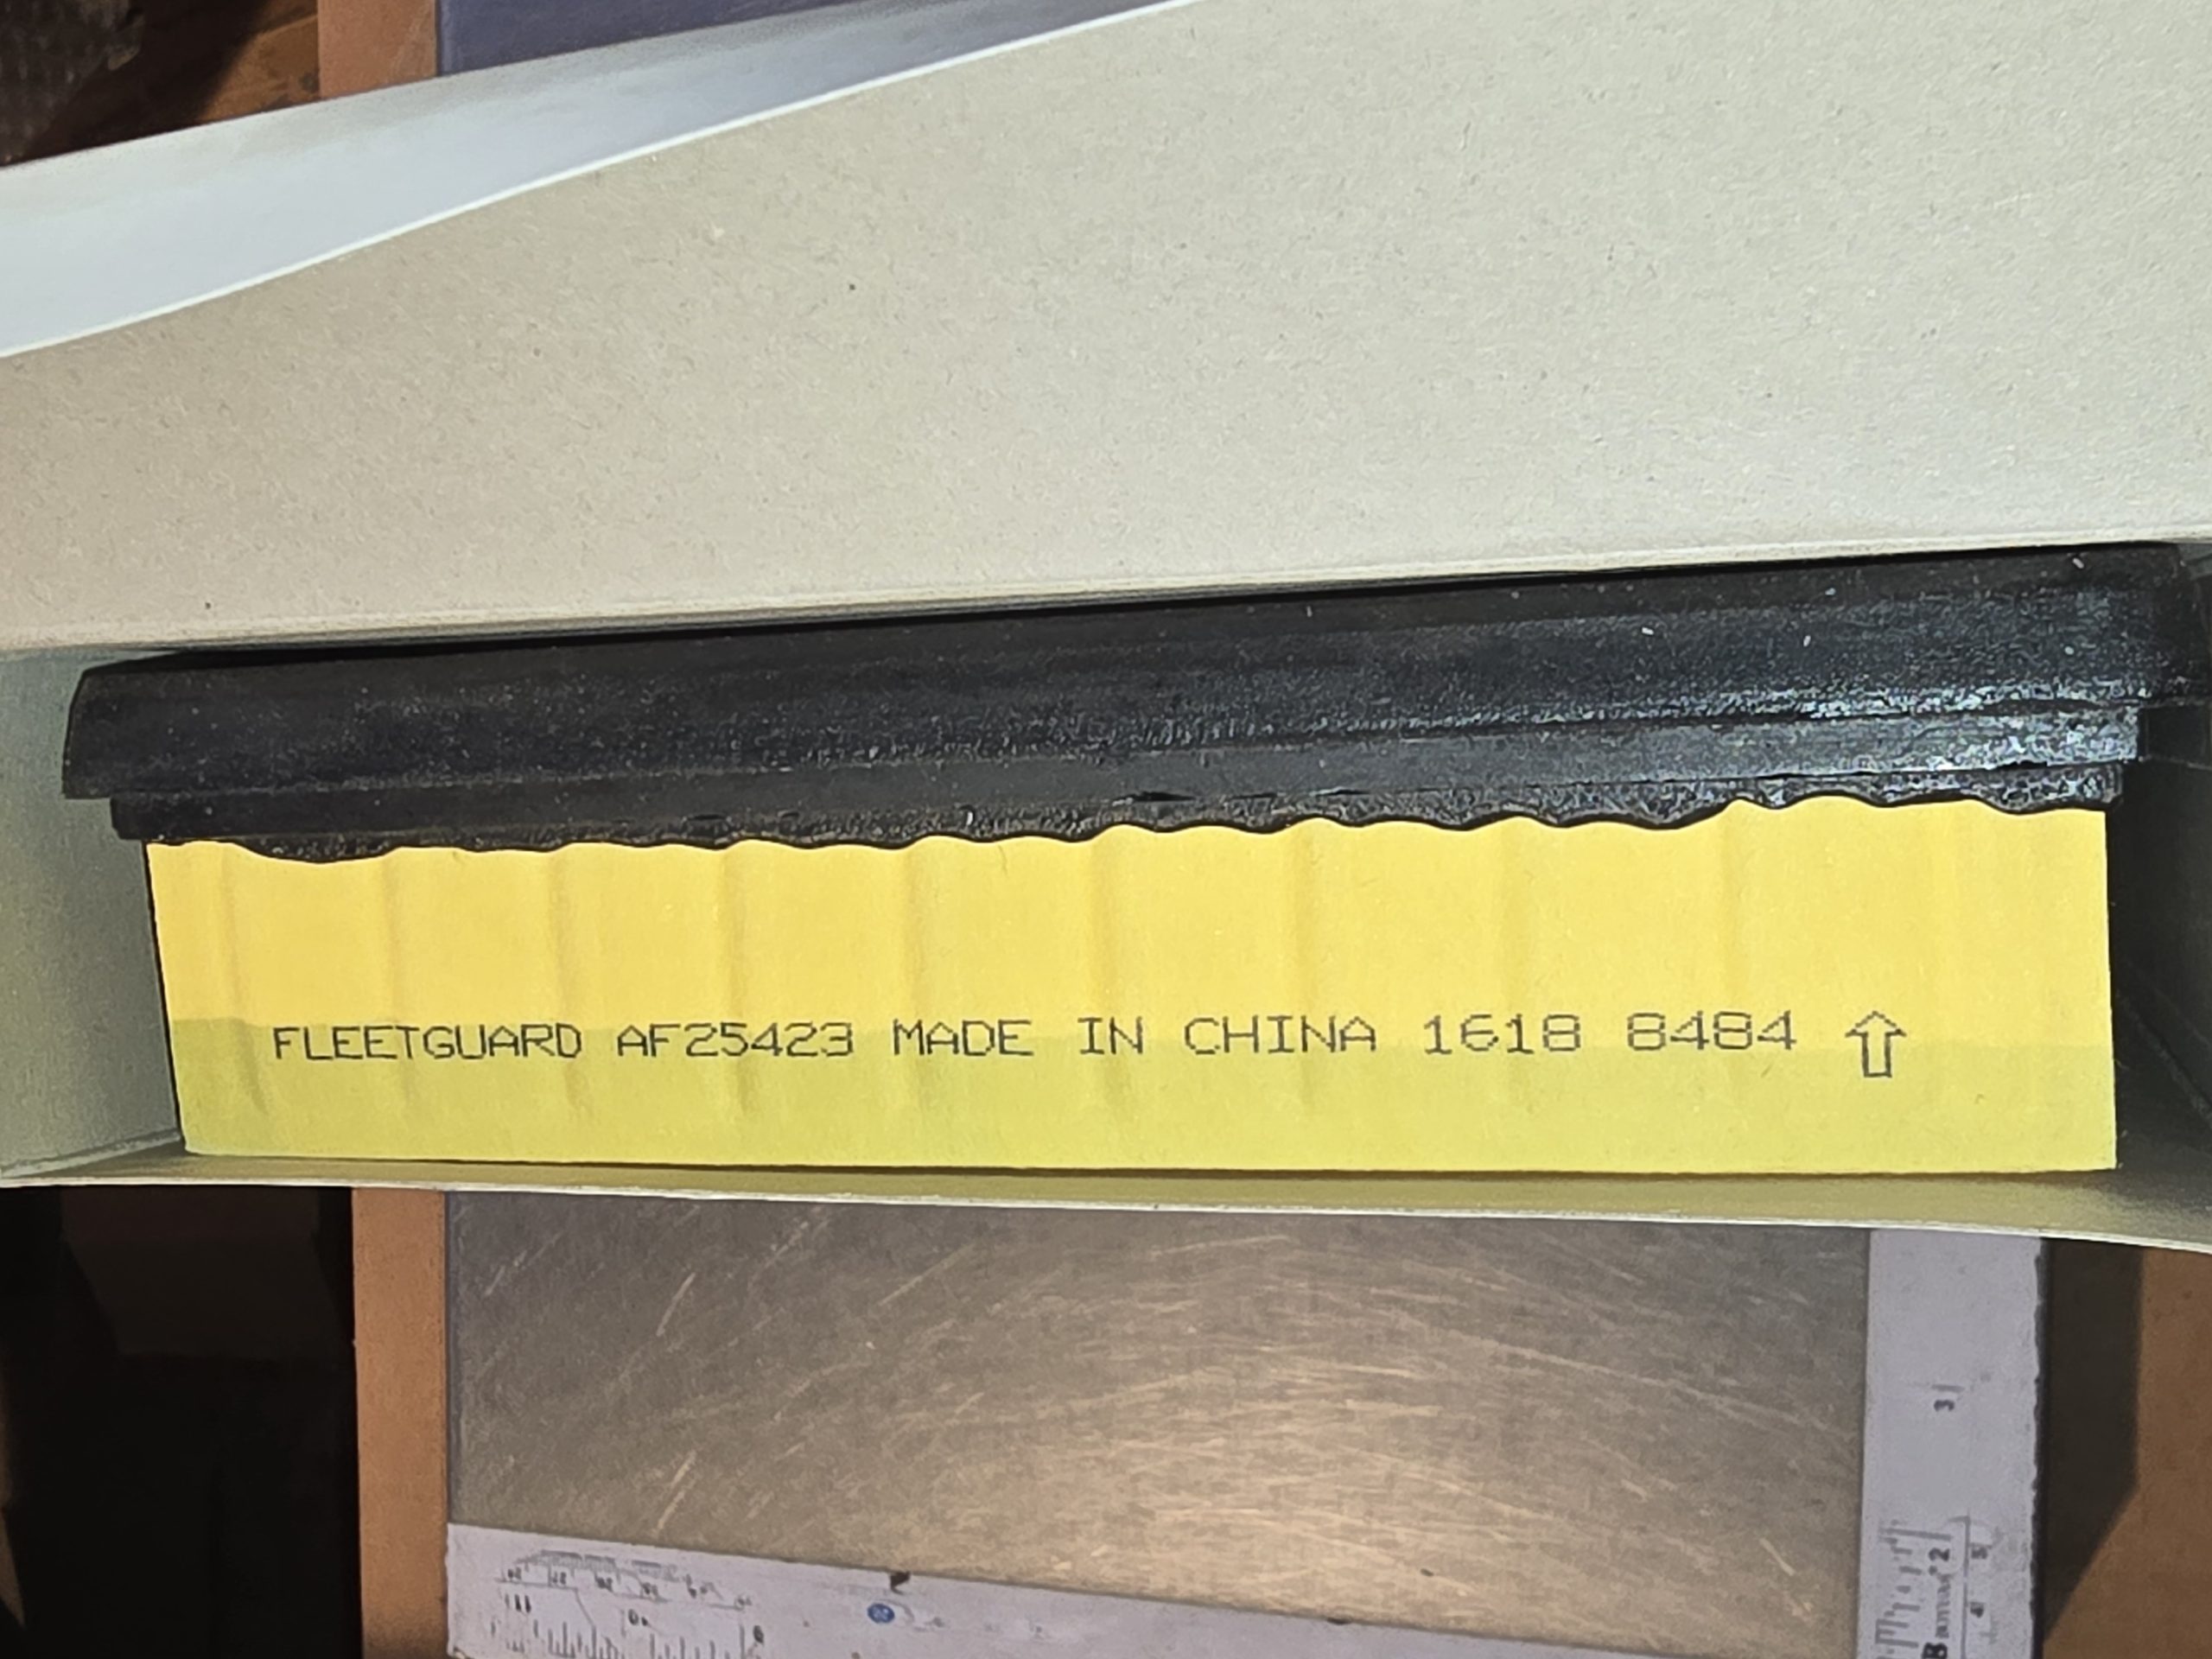 FLEETGUARD AF25423 MADE IN CHINA 1618 8484 ⇧